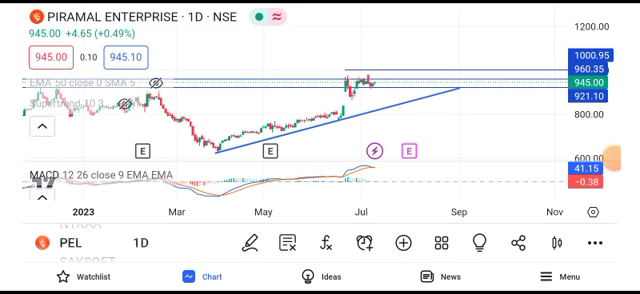 PIRAMAL ENTERPRISE · 1D · NSE
945.00 +4.65 (+0.49%)
945.00 0.10 945.10
EMA 50 close 0 SMA 5
Supertrend 10 3
1200.00
1000.95
960.35
945.00
921.10
800.00
600.00
E E E
MACD 12 26 close 9 EMA EMA
41.15
−0.38
2023 Mar May Jul Sep Nov
PEL 1D
Watchlist Chart Ideas News Menu